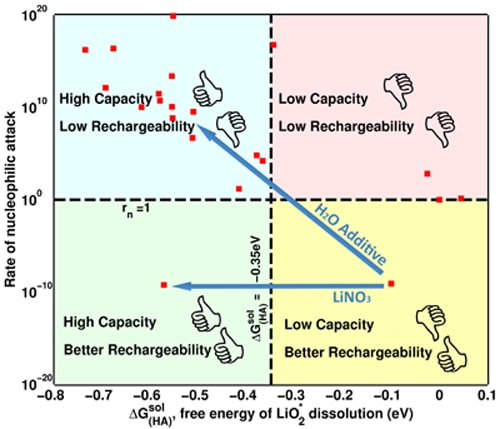 10^20
10^10
10^0
10^-10
10^-20
Rate of nucleophilic attack
High Capacity
Low Rechargeability
Low Capacity
Low Rechargeability
r_n =1
H₂O Additive
LiNO₃
ΔG^sol_(HA) = −0.35eV
High Capacity
Better Rechargeability
Low Capacity
Better Rechargeability
−0.8 −0.7 −0.6 −0.5 −0.4 −0.3 −0.2 −0.1 0 0.1
ΔG^sol_(HA), free energy of LiO₂* dissolution (eV)